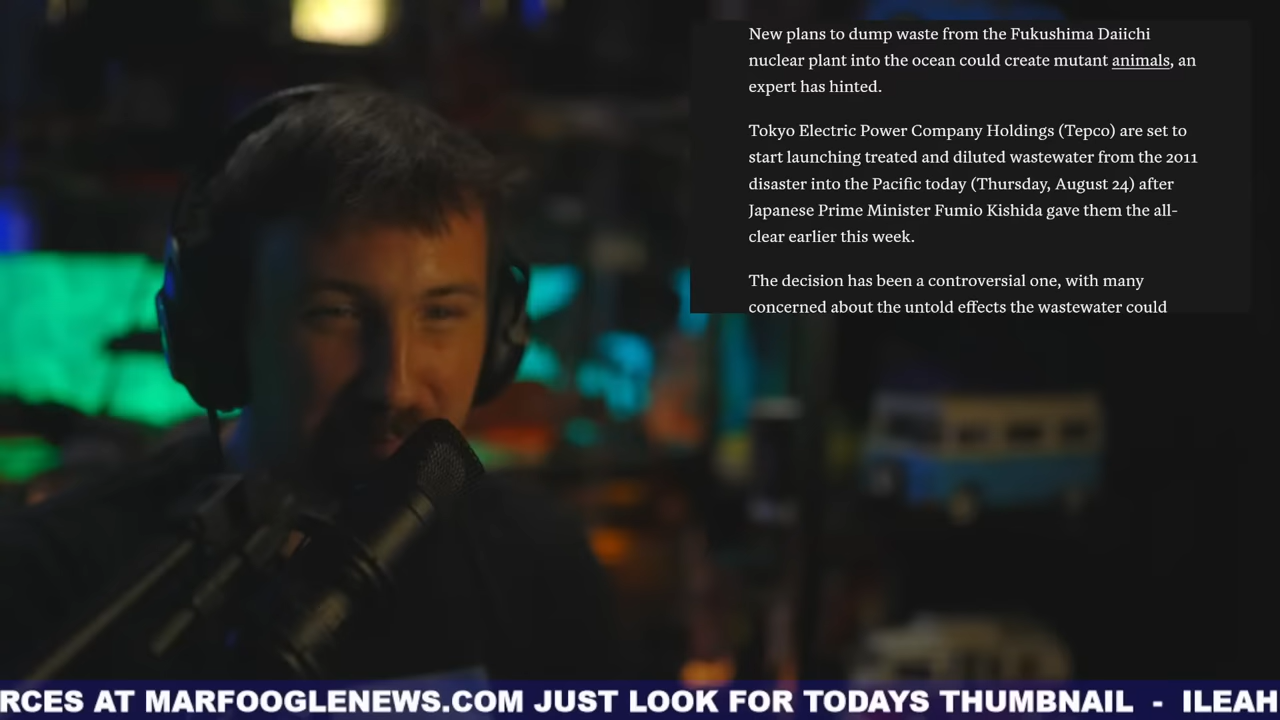 New plans to dump waste from the Fukushima Daiichi
nuclear plant into the ocean could create mutant animals, an
expert has hinted.
Tokyo Electric Power Company Holdings (Tepco) are set to
start launching treated and diluted wastewater from the 2011
disaster into the Pacific today (Thursday, August 24) after
Japanese Prime Minister Fumio Kishida gave them the all-
clear earlier this week.
The decision has been a controversial one, with many
concerned about the untold effects the wastewater could
RCES AT MARFOOGLENEWS.COM JUST LOOK FOR TODAYS THUMBNAIL - ILEAH